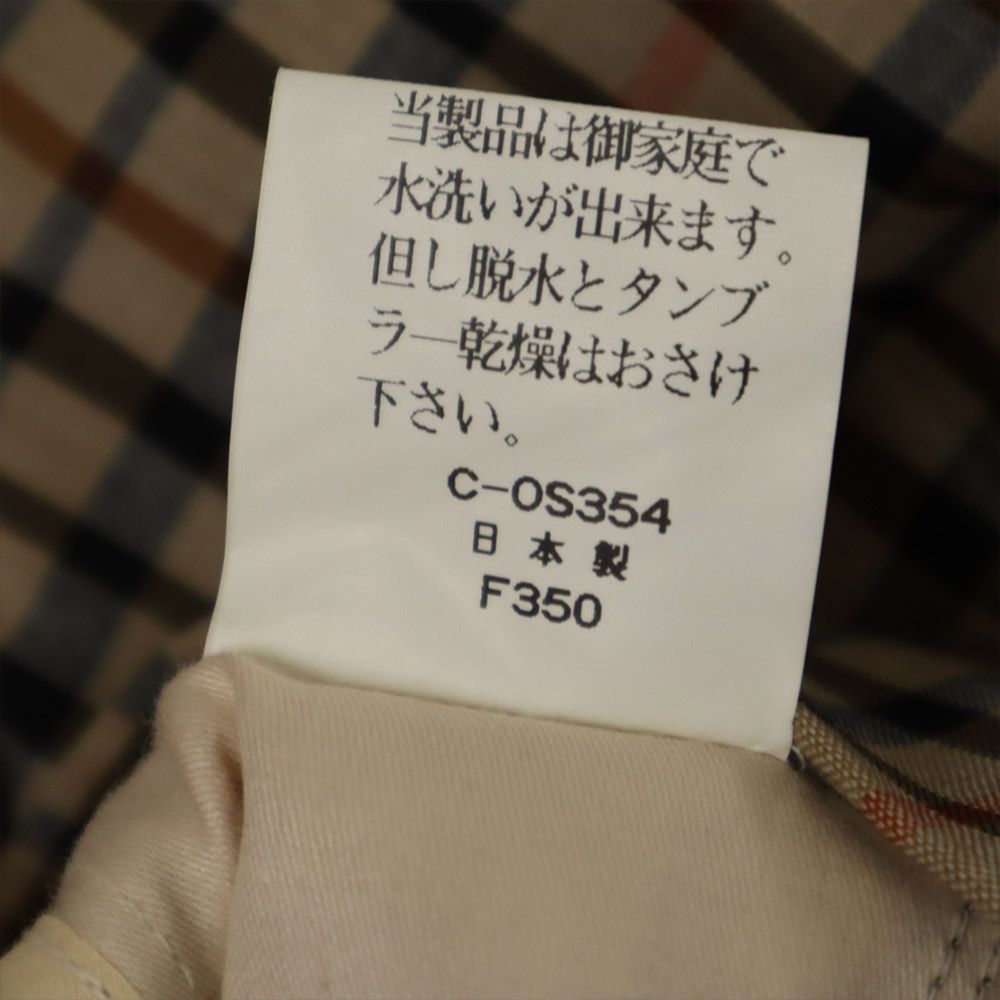 当製品は御家庭で
水洗いが出来ます。
但し脱水とタンブ
ラー乾燥はおさけ
下さい。
C-OS354
日本製
F350